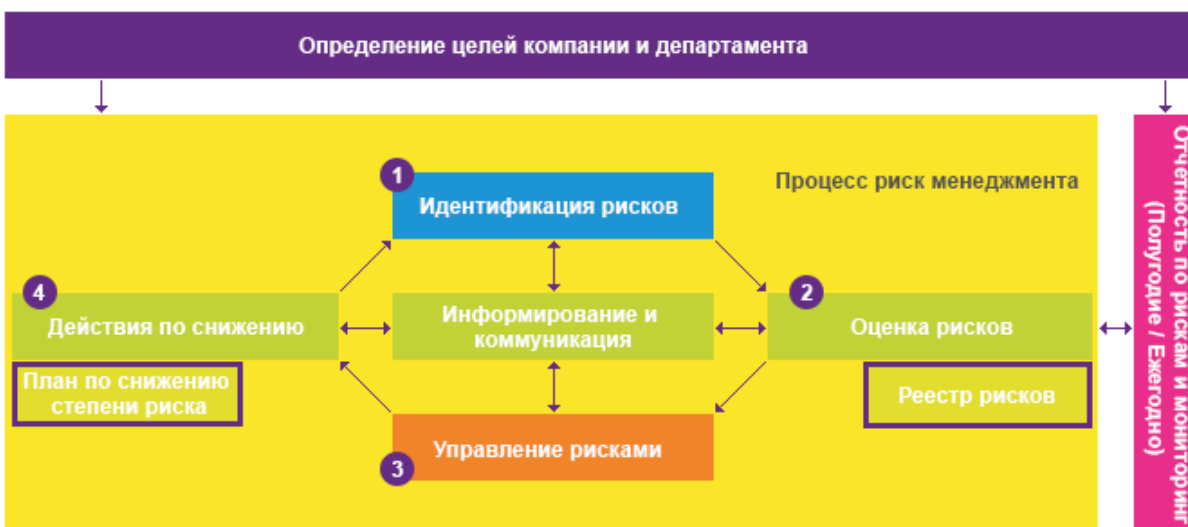 Определение целей компании и департамента
Процесс риск менеджмента
1
Идентификация рисков
4
Действия по снижению
План по снижению
степени риска
Информирование и
коммуникация
2
Оценка рисков
Реестр рисков
Управление рисками
3
Отчетность по рискам и мониторинг
(Полугодие / Ежегодно)